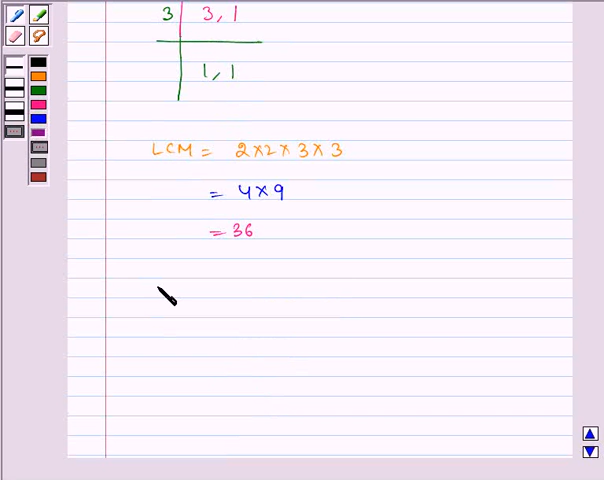 3 3, 1
1, 1
LCM = 2×2×3×3
= 4×9
= 36